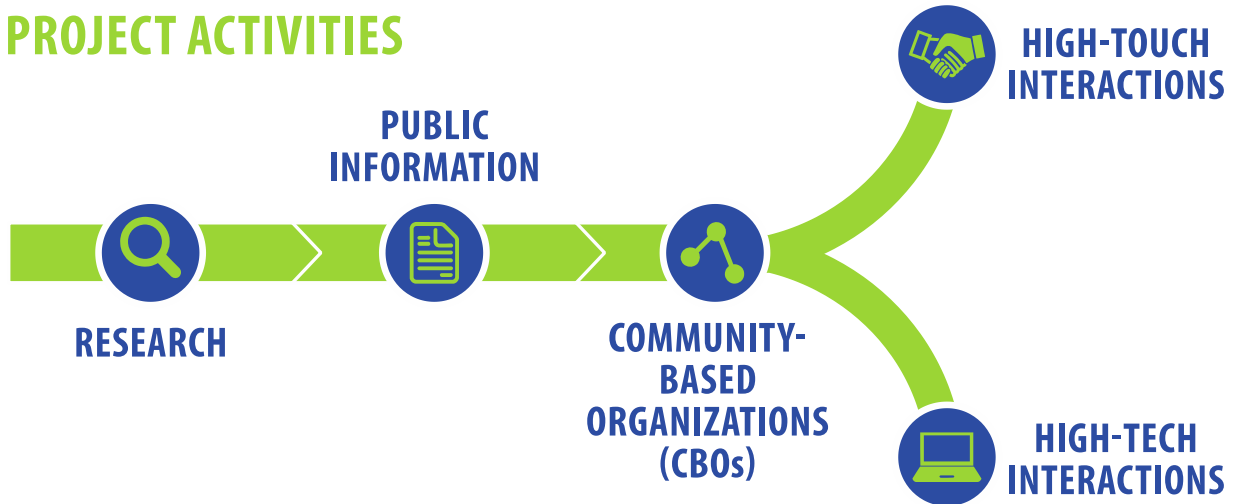 PROJECT ACTIVITIES
HIGH-TOUCH
INTERACTIONS
PUBLIC
INFORMATION
RESEARCH
COMMUNITY-
BASED
ORGANIZATIONS
(CBOs)
HIGH-TECH
INTERACTIONS